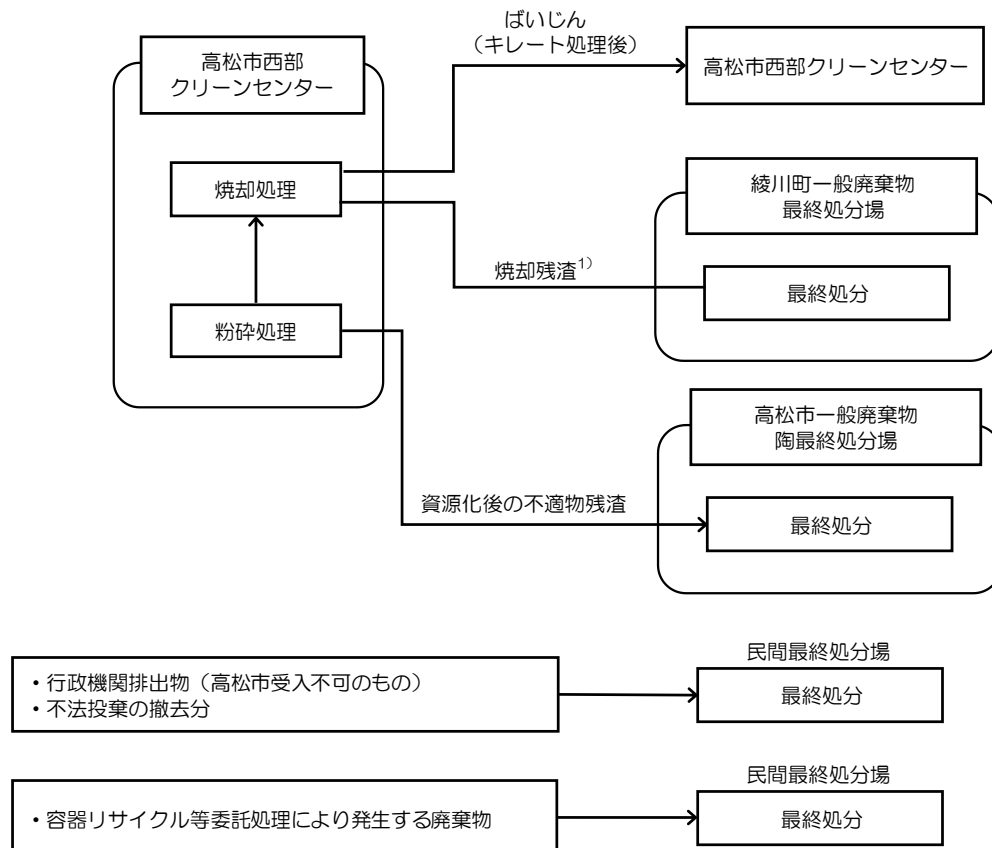 ばいじん
（キレート処理後）
高松市西部
クリーンセンター
高松市西部クリーンセンター
焼却処理
綾川町一般廃棄物
最終処分場
焼却残渣1）
最終処分
粉砕処理
高松市一般廃棄物
陶最終処分場
資源化後の不適物残渣
最終処分
民間最終処分場
・行政機関排出物（高松市受入不可のもの）
・不法投棄の撤去分
最終処分
民間最終処分場
・容器リサイクル等委託処理により発生する廃棄物
最終処分